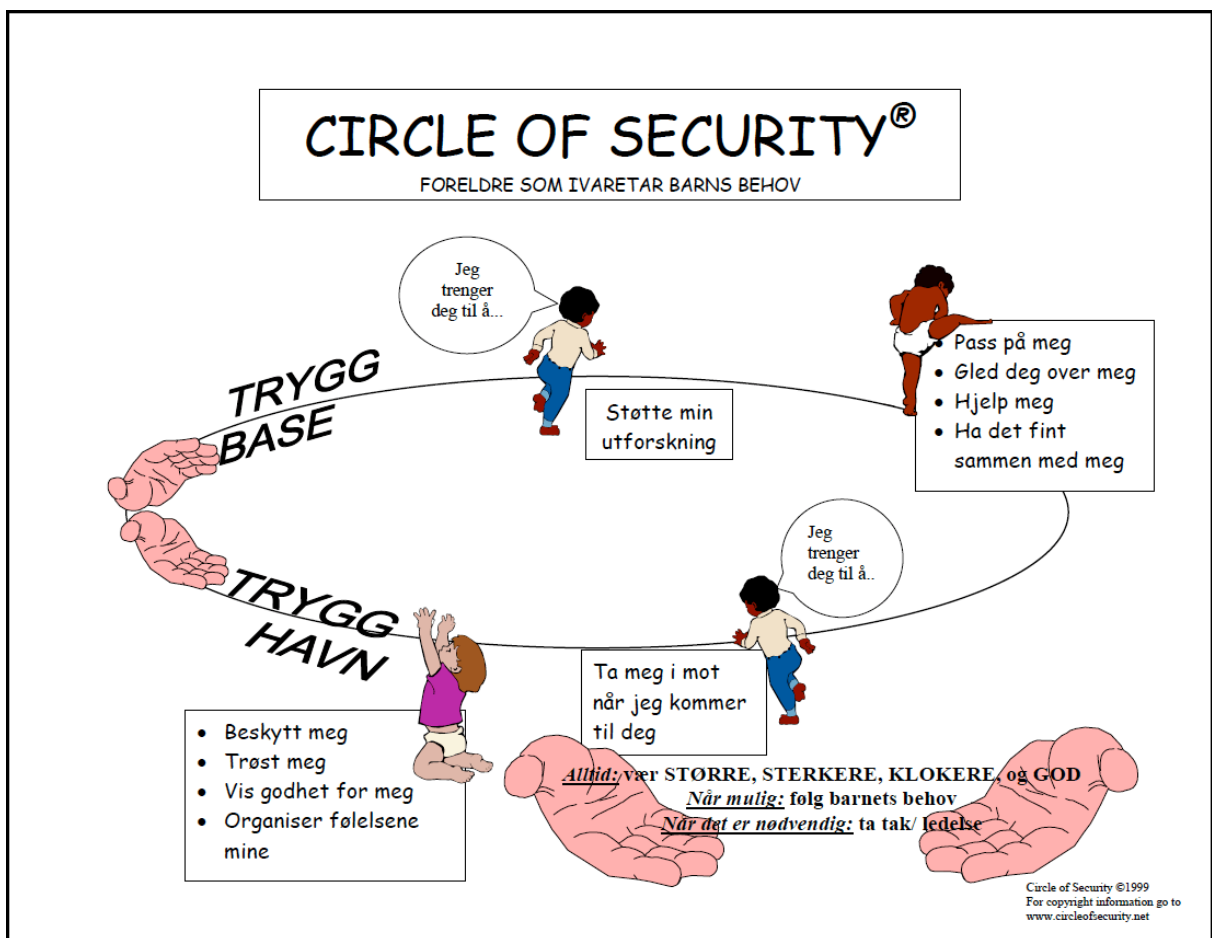 CIRCLE OF SECURITY®
FORELDRE SOM IVARETAR BARNS BEHOV
Jeg
trenger
deg til å...
TRYGG
BASE
Støtte min
utforskning
• Pass på meg
• Gled deg over meg
• Hjelp meg
• Ha det fint
sammen med meg
Jeg
trenger
deg til å..
TRYGG
HAVN
Ta meg i mot
når jeg kommer
til deg
• Beskytt meg
• Trøst meg
• Vis godhet for meg
• Organiser følelsene
mine
Alltid: vær STØRRE, STERKERE, KLOKERE, og GOD
Når mulig: følg barnets behov
Når det er nødvendig: ta tak/ ledelse
Circle of Security ©1999
For copyright information go to
www.circleofsecurity.net